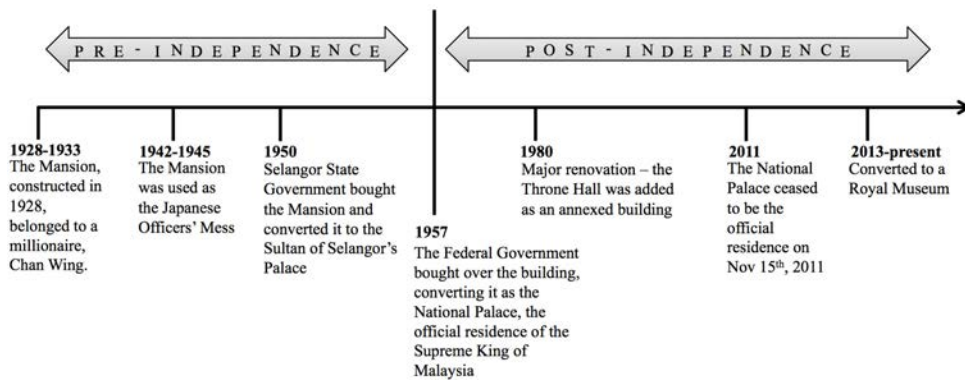 PRE-INDEPENDENCE
POST-INDEPENDENCE
1928-1933
The Mansion,
constructed in
1928,
belonged to a
millionaire,
Chan Wing.
1942-1945
The Mansion
was used as
the Japanese
Officers' Mess
1950
Selangor State
Government bought
the Mansion and
converted it to the
Sultan of Selangor's
Palace
1957
The Federal Government
bought over the building,
converting it as the
National Palace, the
official residence of the
Supreme King of
Malaysia
1980
Major renovation – the
Throne Hall was added
as an annexed building
2011
The National
Palace ceased
to be the
official
residence on
Nov 15th, 2011
2013-present
Converted to a
Royal Museum